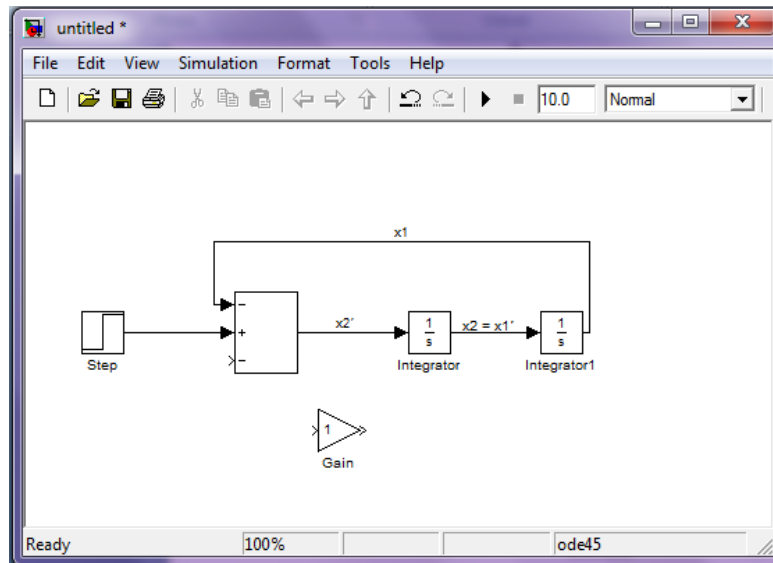 untitled *
File Edit View Simulation Format Tools Help
10.0 Normal
x1
−
+
−
x2′
1
s
x2 = x1′
1
s
Step
Integrator
Integrator1
1
Gain
Ready 100% ode45